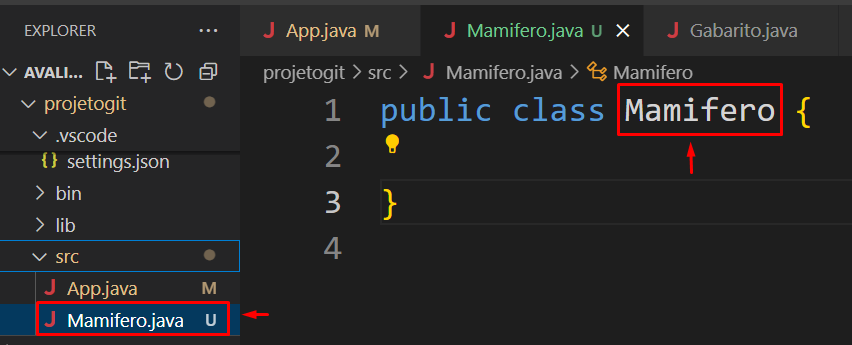 EXPLORER ...
AVALI...
projetogit
.vscode
{} settings.json
bin
lib
src
J App.java M
J Mamifero.java U
J App.java M
J Mamifero.java U ×
J Gabarito.java
projetogit > src > J Mamifero.java > Mamifero
1 public class Mamifero {
2
3 }
4